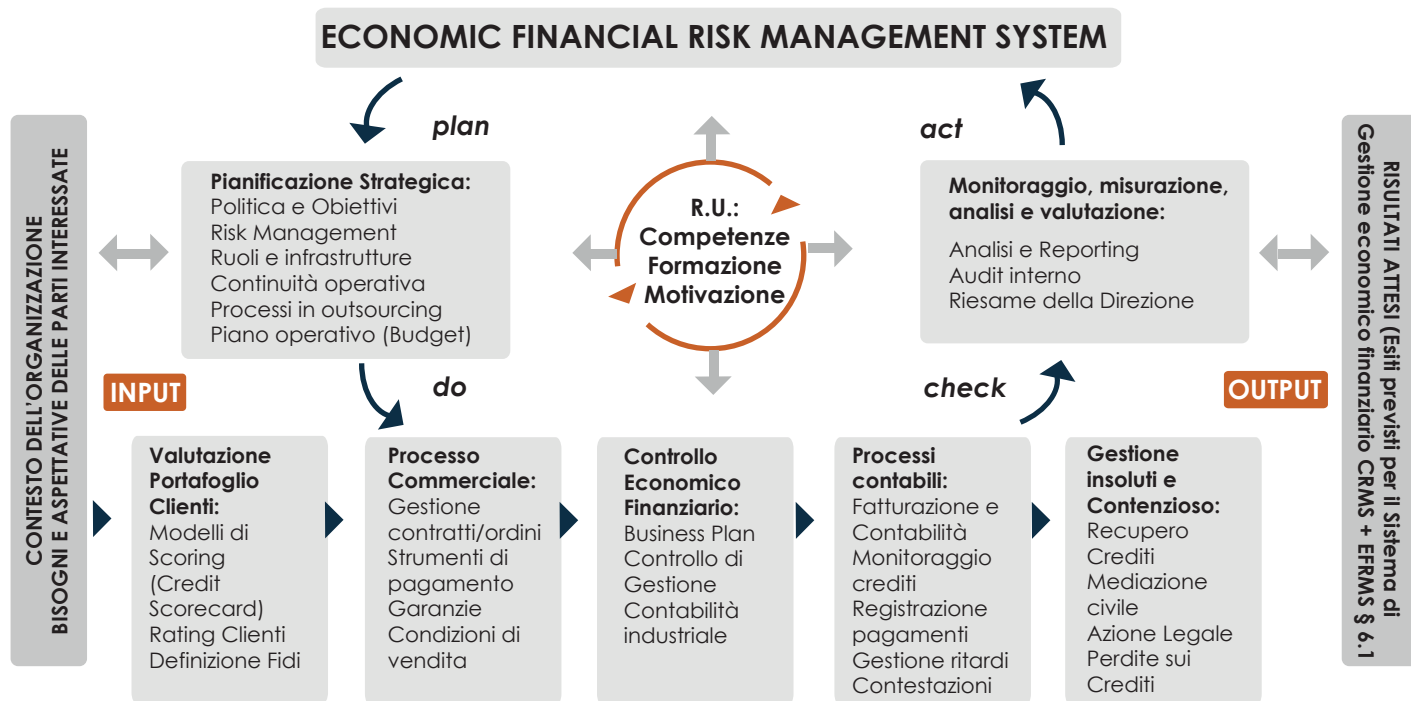 ECONOMIC FINANCIAL RISK MANAGEMENT SYSTEM
plan
act
CONTESTO DELL'ORGANIZZAZIONE
BISOGNI E ASPETTATIVE DELLE PARTI INTERESSATE
Pianificazione Strategica:
Politica e Obiettivi
Risk Management
Ruoli e infrastrutture
Continuità operativa
Processi in outsourcing
Piano operativo (Budget)
R.U.:
Competenze
Formazione
Motivazione
Monitoraggio, misurazione,
analisi e valutazione:
Analisi e Reporting
Audit interno
Riesame della Direzione
RISULTATI ATTESI (Esiti previsti per il Sistema di
Gestione economico finanziario CRMS + EFRMS § 6.1
INPUT
do
check
OUTPUT
Valutazione
Portafoglio
Clienti:
Modelli di
Scoring
(Credit
Scorecard)
Rating Clienti
Definizione Fidi
Processo
Commerciale:
Gestione
contratti/ordini
Strumenti di
pagamento
Garanzie
Condizioni di
vendita
Controllo
Economico
Finanziario:
Business Plan
Controllo di
Gestione
Contabilità
industriale
Processi
contabili:
Fatturazione e
Contabilità
Monitoraggio
crediti
Registrazione
pagamenti
Gestione ritardi
Contestazioni
Gestione
insoluti e
Contenzioso:
Recupero
Crediti
Mediazione
civile
Azione Legale
Perdite sui
Crediti